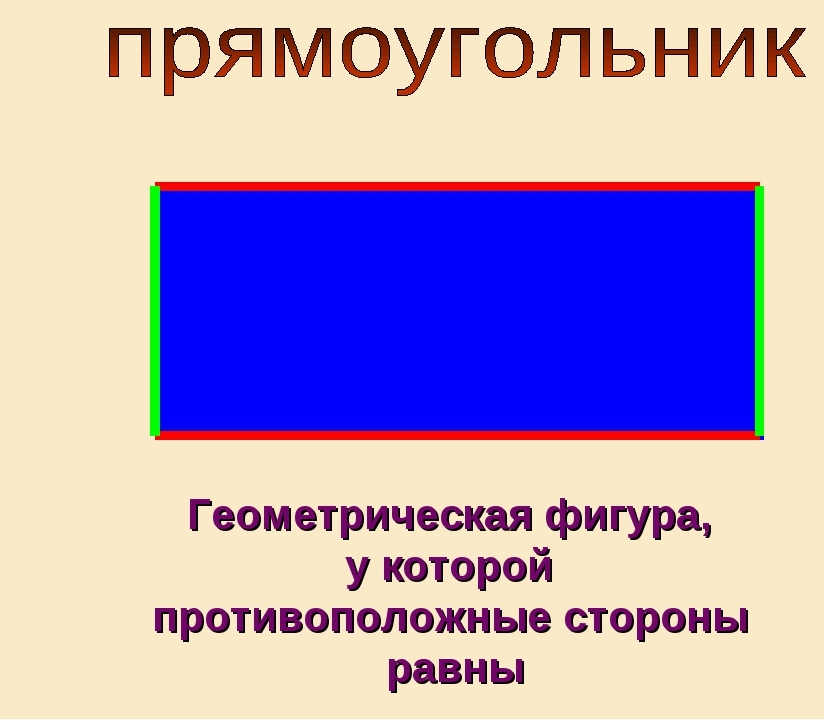 прямоугольник
Геометрическая фигура,
у которой
противоположные стороны
равны